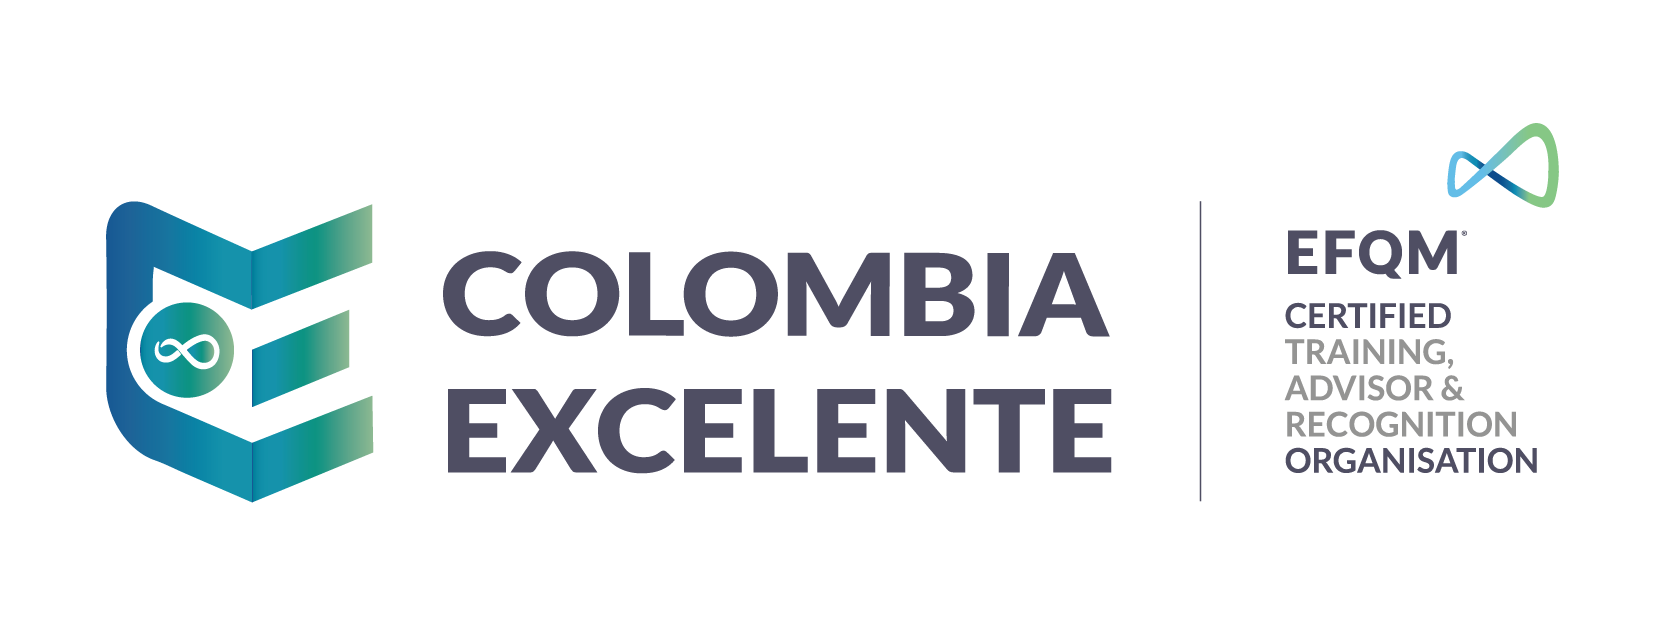 COLOMBIA
EXCELENTE
EFQM®
CERTIFIED
TRAINING,
ADVISOR &
RECOGNITION
ORGANISATION